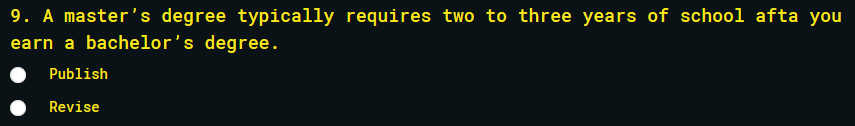 9. A master’s degree typically requires two to three years of school afta you
earn a bachelor’s degree.
Publish
Revise